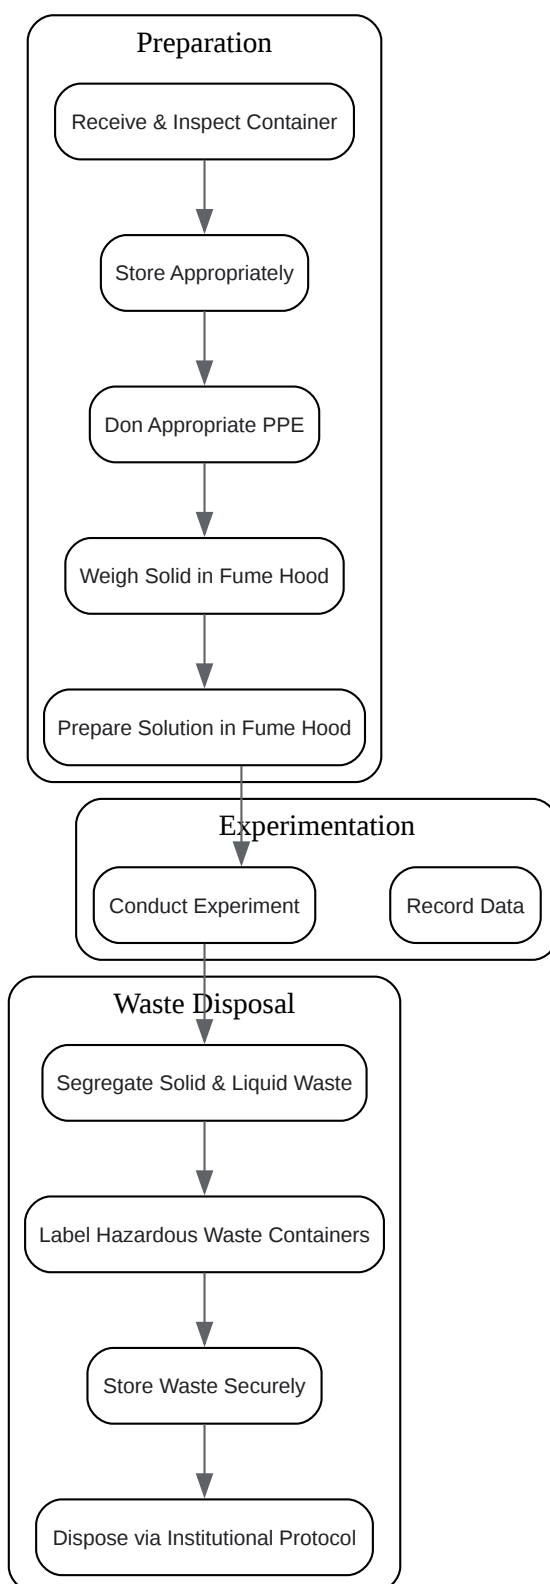 Preparation
Receive & Inspect Container
Store Appropriately
Don Appropriate PPE
Weigh Solid in Fume Hood
Prepare Solution in Fume Hood
Experimentation
Conduct Experiment
Record Data
Waste Disposal
Segregate Solid & Liquid Waste
Label Hazardous Waste Containers
Store Waste Securely
Dispose via Institutional Protocol